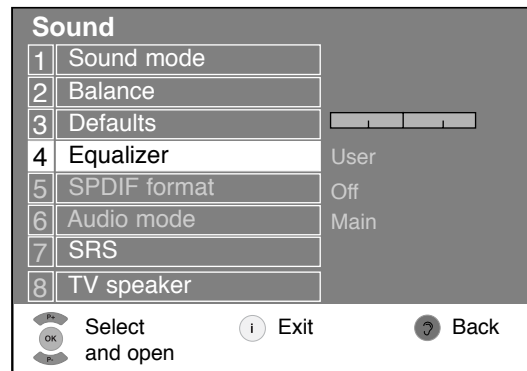 Sound
1 Sound mode
2 Balance
3 Defaults
4 Equalizer User
5 SPDIF format Off
6 Audio mode Main
7 SRS
8 TV speaker
P+
OK
P-
Select and open
i Exit
Back